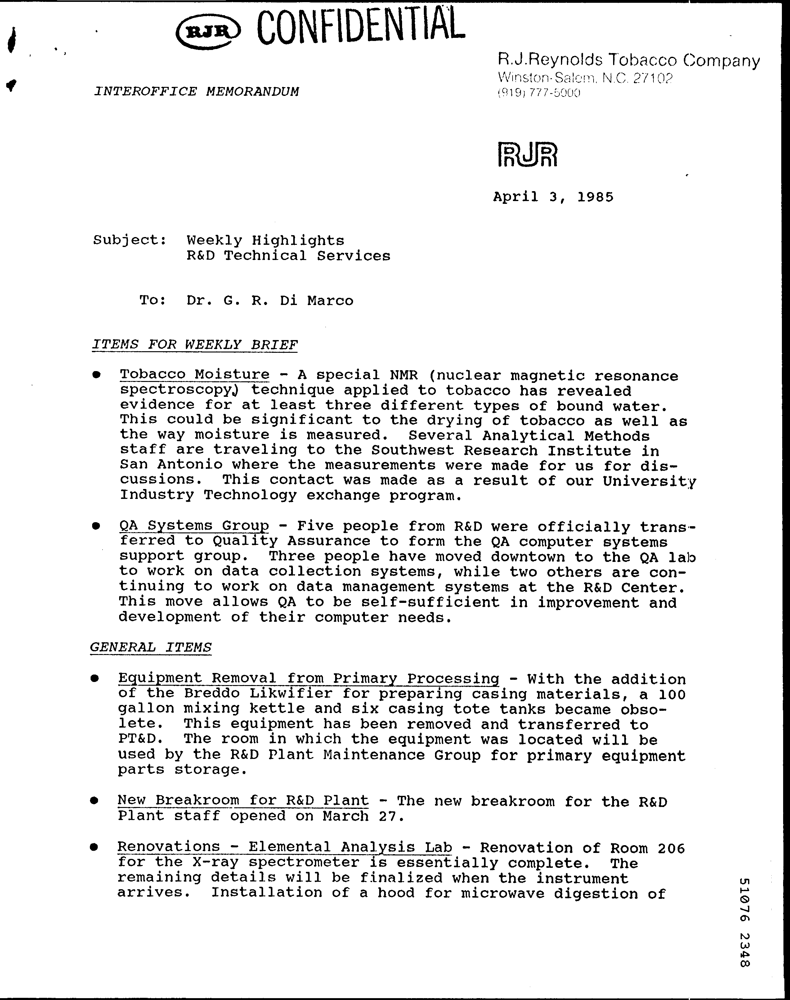 RJR CONFIDENTIAL
R.J.Reynolds Tobacco Company
Winston-Salem, N.C. 27102
(919) 777-5000
INTEROFFICE MEMORANDUM
RJR
April 3, 1985
Subject: Weekly Highlights
R&D Technical Services
To: Dr. G. R. Di Marco
ITEMS FOR WEEKLY BRIEF
• Tobacco Moisture - A special NMR (nuclear magnetic resonance
spectroscopy) technique applied to tobacco has revealed
evidence for at least three different types of bound water.
This could be significant to the drying of tobacco as well as
the way moisture is measured. Several Analytical Methods
staff are traveling to the Southwest Research Institute in
San Antonio where the measurements were made for us for dis-
cussions. This contact was made as a result of our University
Industry Technology exchange program.
• QA Systems Group - Five people from R&D were officially trans-
ferred to Quality Assurance to form the QA computer systems
support group. Three people have moved downtown to the QA lab
to work on data collection systems, while two others are con-
tinuing to work on data management systems at the R&D Center.
This move allows QA to be self-sufficient in improvement and
development of their computer needs.
GENERAL ITEMS
• Equipment Removal from Primary Processing - With the addition
of the Breddo Likwifier for preparing casing materials, a 100
gallon mixing kettle and six casing tote tanks became obso-
lete. This equipment has been removed and transferred to
PT&D. The room in which the equipment was located will be
used by the R&D Plant Maintenance Group for primary equipment
parts storage.
• New Breakroom for R&D Plant - The new breakroom for the R&D
Plant staff opened on March 27.
• Renovations - Elemental Analysis Lab - Renovation of Room 206
for the X-ray spectrometer is essentially complete. The
remaining details will be finalized when the instrument
arrives. Installation of a hood for microwave digestion of
51076 2348